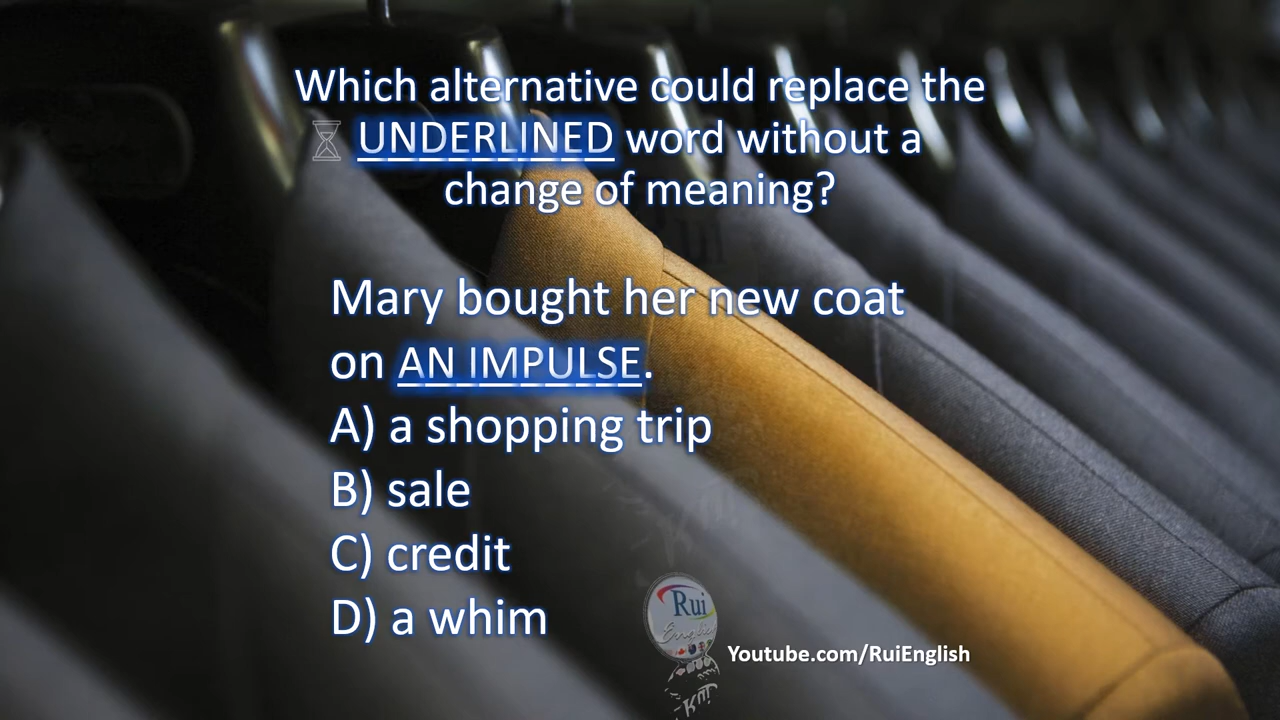 Which alternative could replace the
⏳ UNDERLINED word without a
change of meaning?
Mary bought her new coat
on AN IMPULSE.
A) a shopping trip
B) sale
C) credit
D) a whim
Rui
English
Youtube.com/RuiEnglish